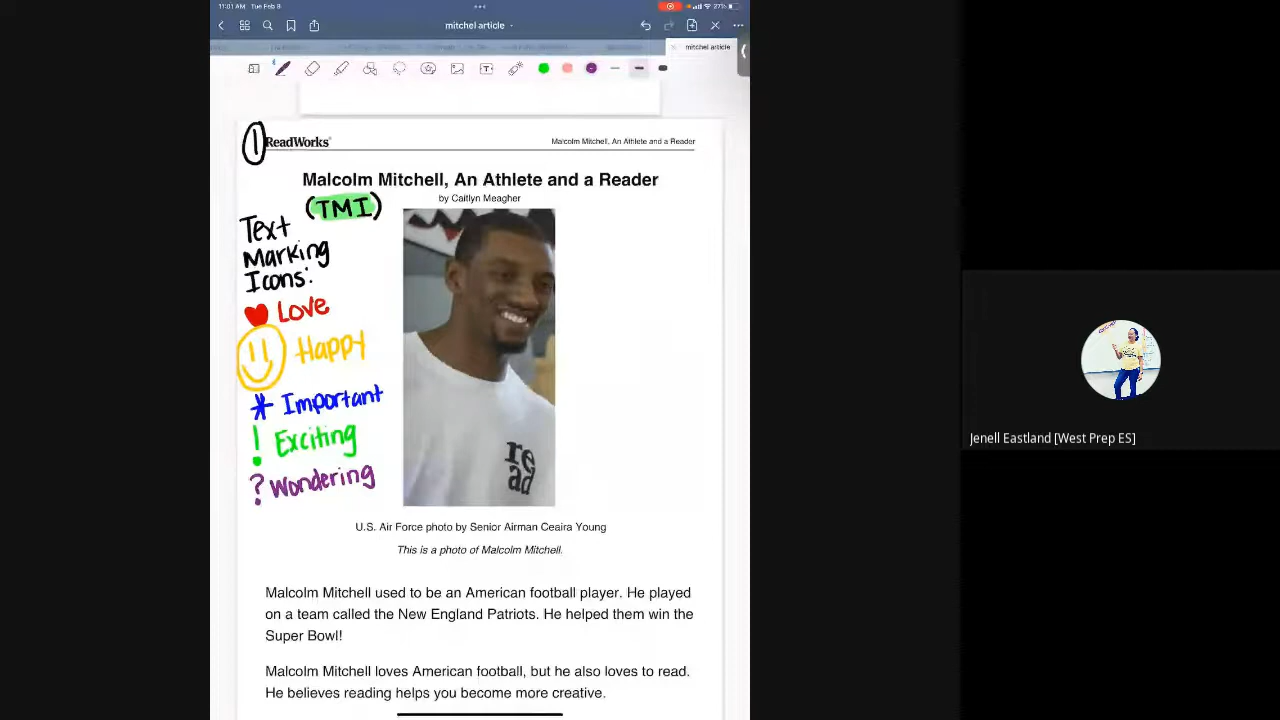 11:01 AM Tue Feb 8
27%
mitchel article
mitchel article
1
ReadWorks®
Malcolm Mitchell, An Athlete and a Reader
Malcolm Mitchell, An Athlete and a Reader
by Caitlyn Meagher
(TMI)
Text
Marking
Icons:
Love
Happy
* Important
! Exciting
? Wondering
re
ad
U.S. Air Force photo by Senior Airman Ceaira Young
This is a photo of Malcolm Mitchell.
Malcolm Mitchell used to be an American football player. He played
on a team called the New England Patriots. He helped them win the
Super Bowl!
Malcolm Mitchell loves American football, but he also loves to read.
He believes reading helps you become more creative.
Jenell Eastland [West Prep ES]